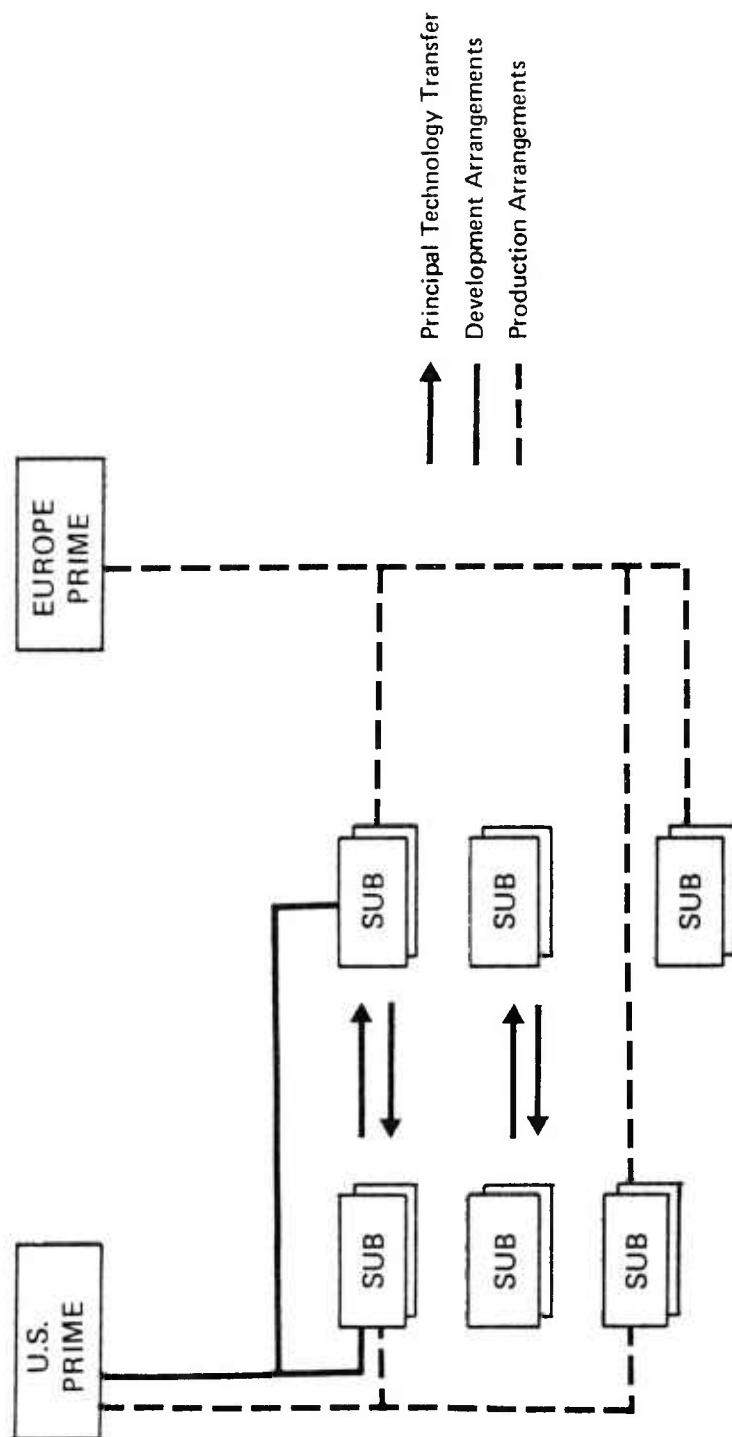 U.S.
PRIME
EUROPE
PRIME
SUB
SUB
SUB
SUB
SUB
SUB
Principal Technology Transfer
Development Arrangements
Production Arrangements